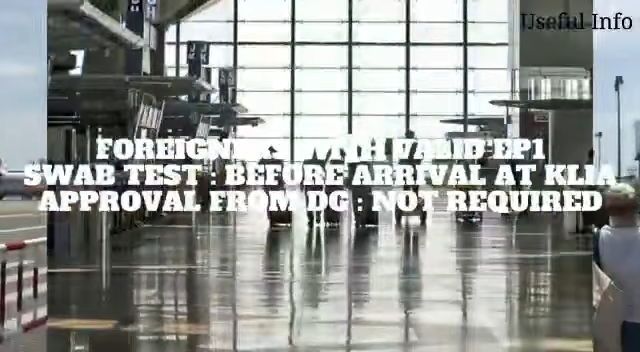 Useful Info
FOREIGNERS WITH VALID EP1
SWAB TEST : BEFORE ARRIVAL AT KLIA
APPROVAL FROM DG : NOT REQUIRED